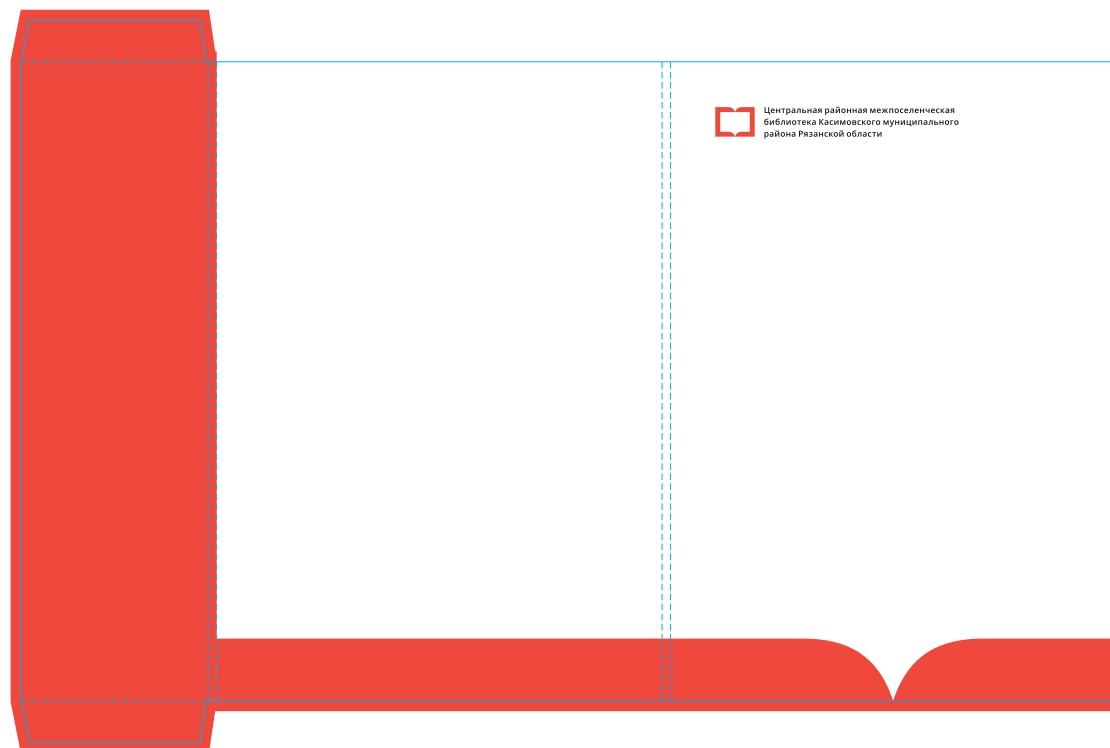 Центральная районная межпоселенческая
библиотека Касимовского муниципального
района Рязанской области